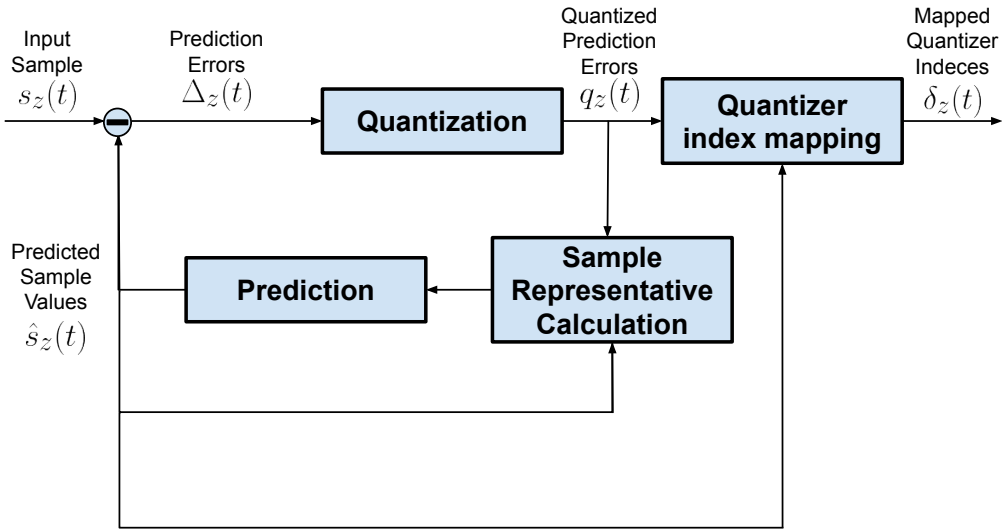 Input
Sample
s_z(t)
Prediction
Errors
Δ_z(t)
Quantized
Prediction
Errors
q_z(t)
Mapped
Quantizer
Indeces
δ_z(t)
Quantization
Quantizer
index mapping
Predicted
Sample
Values
ŝ_z(t)
Prediction
Sample
Representative
Calculation